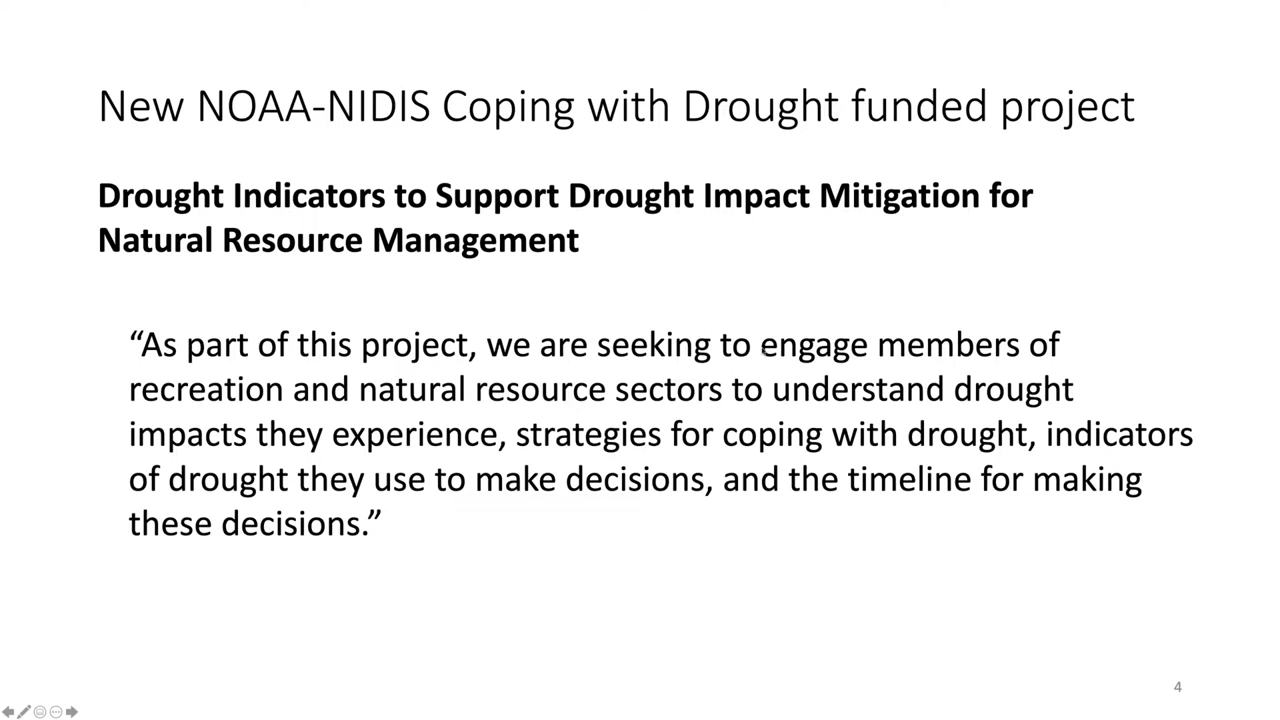 New NOAA-NIDIS Coping with Drought funded project
Drought Indicators to Support Drought Impact Mitigation for
Natural Resource Management
“As part of this project, we are seeking to engage members of
recreation and natural resource sectors to understand drought
impacts they experience, strategies for coping with drought, indicators
of drought they use to make decisions, and the timeline for making
these decisions.”
4